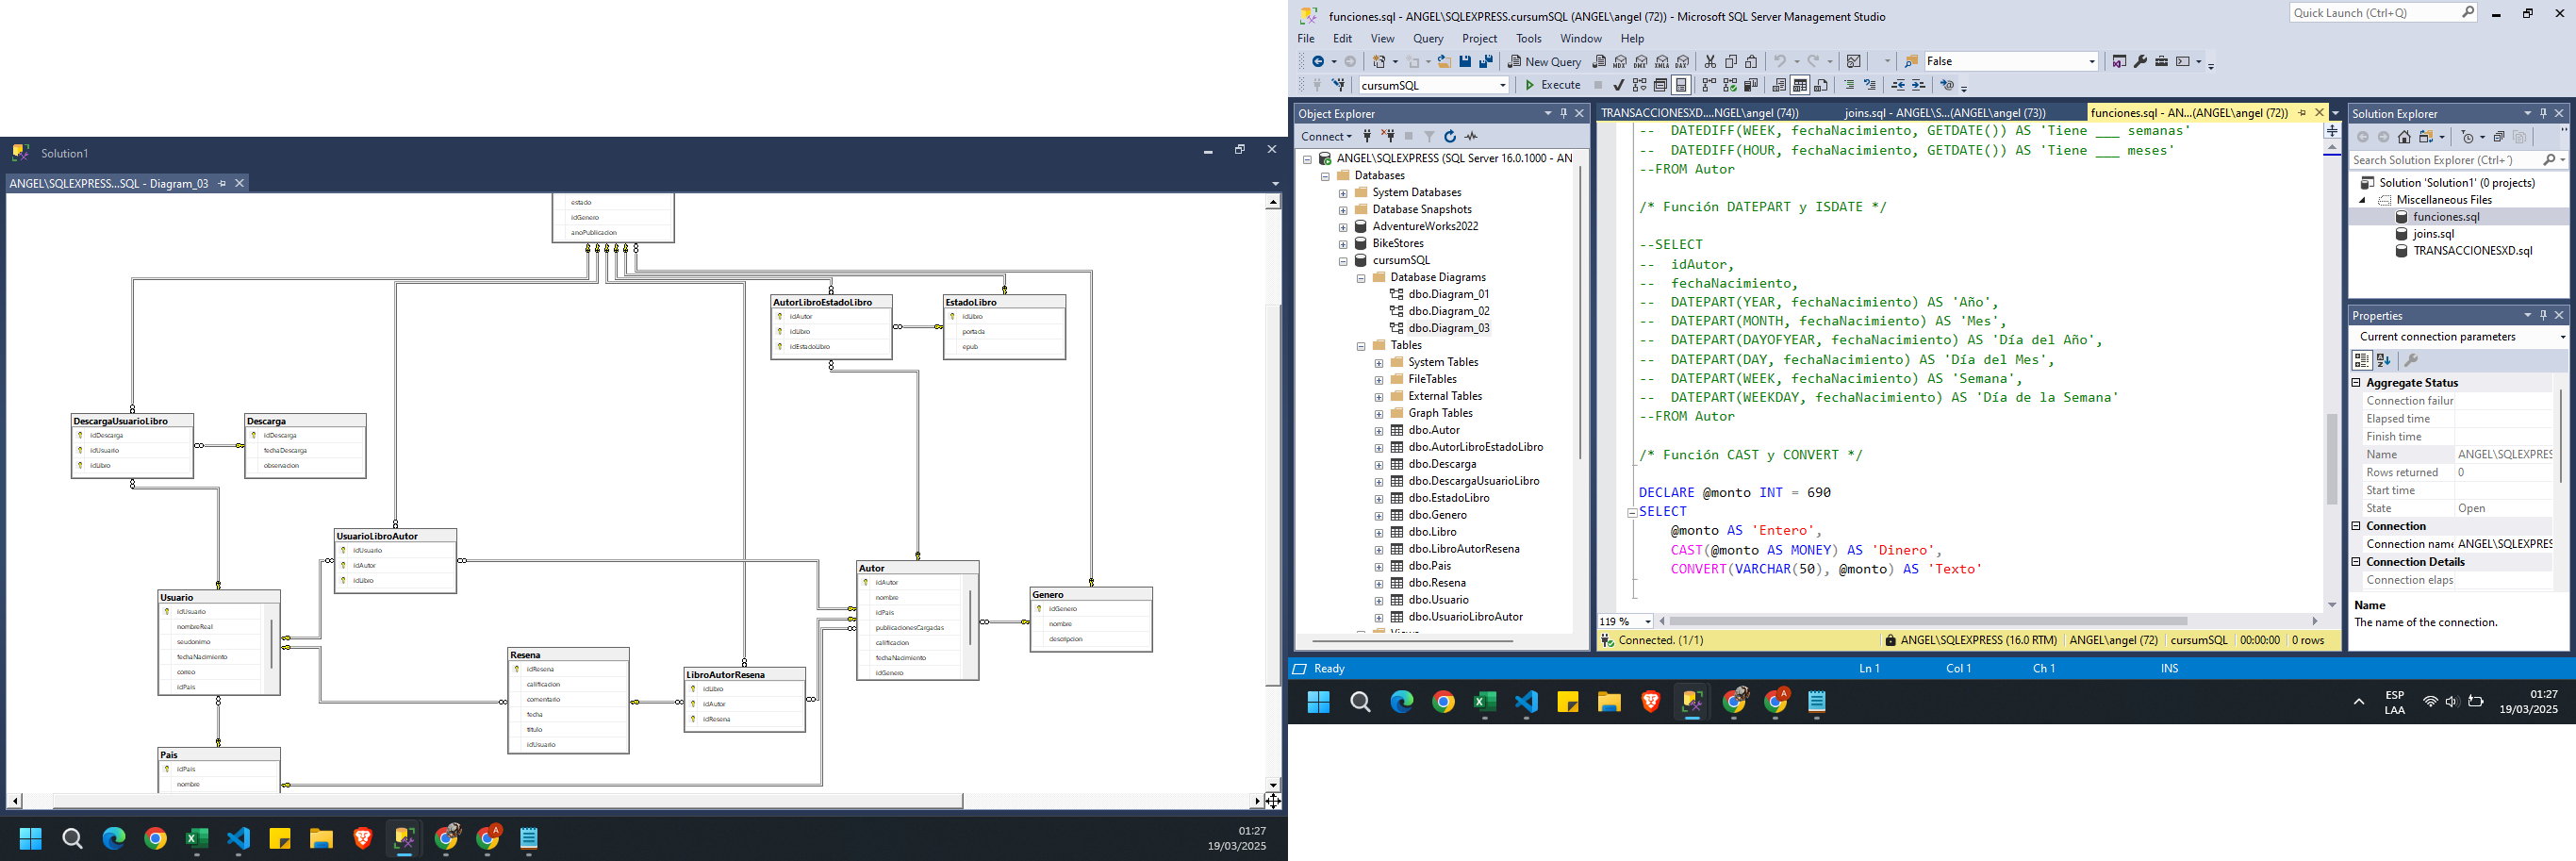 Solution1
ANGEL\SQLEXPRESS...SQL - Diagram_03
estado
idGenero
anoPublicacion
AutorLibroEstadoLibro
idAutor
idLibro
idEstadoLibro
EstadoLibro
idLibro
portada
epub
DescargaUsuarioLibro
idDescarga
idUsuario
idLibro
Descarga
idDescarga
fechaDescarga
observacion
UsuarioLibroAutor
idUsuario
idAutor
idLibro
Usuario
idUsuario
nombreReal
seudonimo
fechaNacimiento
correo
idPais
Autor
idAutor
nombre
idPais
publicacionesCargadas
calificacion
fechaNacimiento
idGenero
Genero
idGenero
nombre
descripcion
Resena
idResena
calificacion
comentario
fecha
titulo
idUsuario
LibroAutorResena
idLibro
idAutor
idResena
Pais
idPais
nombre
01:27
19/03/2025
funciones.sql - ANGEL\SQLEXPRESS.cursumSQL (ANGEL\angel (72)) - Microsoft SQL Server Management Studio
Quick Launch (Ctrl+Q)
File Edit View Query Project Tools Window Help
New Query
MDX DMX XMLA DAX
False
cursumSQL
Execute
Object Explorer
Connect
ANGEL\SQLEXPRESS (SQL Server 16.0.1000 - AN
Databases
System Databases
Database Snapshots
AdventureWorks2022
BikeStores
cursumSQL
Database Diagrams
dbo.Diagram_01
dbo.Diagram_02
dbo.Diagram_03
Tables
System Tables
FileTables
External Tables
Graph Tables
dbo.Autor
dbo.AutorLibroEstadoLibro
dbo.Descarga
dbo.DescargaUsuarioLibro
dbo.EstadoLibro
dbo.Genero
dbo.Libro
dbo.LibroAutorResena
dbo.Pais
dbo.Resena
dbo.Usuario
dbo.UsuarioLibroAutor
Views
TRANSACCIONESXD....NGEL\angel (74))
joins.sql - ANGEL\S...(ANGEL\angel (73))
funciones.sql - AN...(ANGEL\angel (72))
-- DATEDIFF(WEEK, fechaNacimiento, GETDATE()) AS 'Tiene ___ semanas'
-- DATEDIFF(HOUR, fechaNacimiento, GETDATE()) AS 'Tiene ___ meses'
--FROM Autor
/* Función DATEPART y ISDATE */
--SELECT
-- idAutor,
-- fechaNacimiento,
-- DATEPART(YEAR, fechaNacimiento) AS 'Año',
-- DATEPART(MONTH, fechaNacimiento) AS 'Mes',
-- DATEPART(DAYOFYEAR, fechaNacimiento) AS 'Día del Año',
-- DATEPART(DAY, fechaNacimiento) AS 'Día del Mes',
-- DATEPART(WEEK, fechaNacimiento) AS 'Semana',
-- DATEPART(WEEKDAY, fechaNacimiento) AS 'Día de la Semana'
--FROM Autor
/* Función CAST y CONVERT */
DECLARE @monto INT = 690
SELECT
@monto AS 'Entero',
CAST(@monto AS MONEY) AS 'Dinero',
CONVERT(VARCHAR(50), @monto) AS 'Texto'
119 %
Connected. (1/1)
ANGEL\SQLEXPRESS (16.0 RTM)
ANGEL\angel (72)
cursumSQL
00:00:00
0 rows
Solution Explorer
Search Solution Explorer (Ctrl+´)
Solution 'Solution1' (0 projects)
Miscellaneous Files
funciones.sql
joins.sql
TRANSACCIONESXD.sql
Properties
Current connection parameters
Aggregate Status
Connection failur
Elapsed time
Finish time
Name ANGEL\SQLEXPRES
Rows returned 0
Start time
State Open
Connection
Connection name ANGEL\SQLEXPRES
Connection Details
Connection elaps
Name
The name of the connection.
Ready
Ln 1
Col 1
Ch 1
INS
ESP
LAA
01:27
19/03/2025